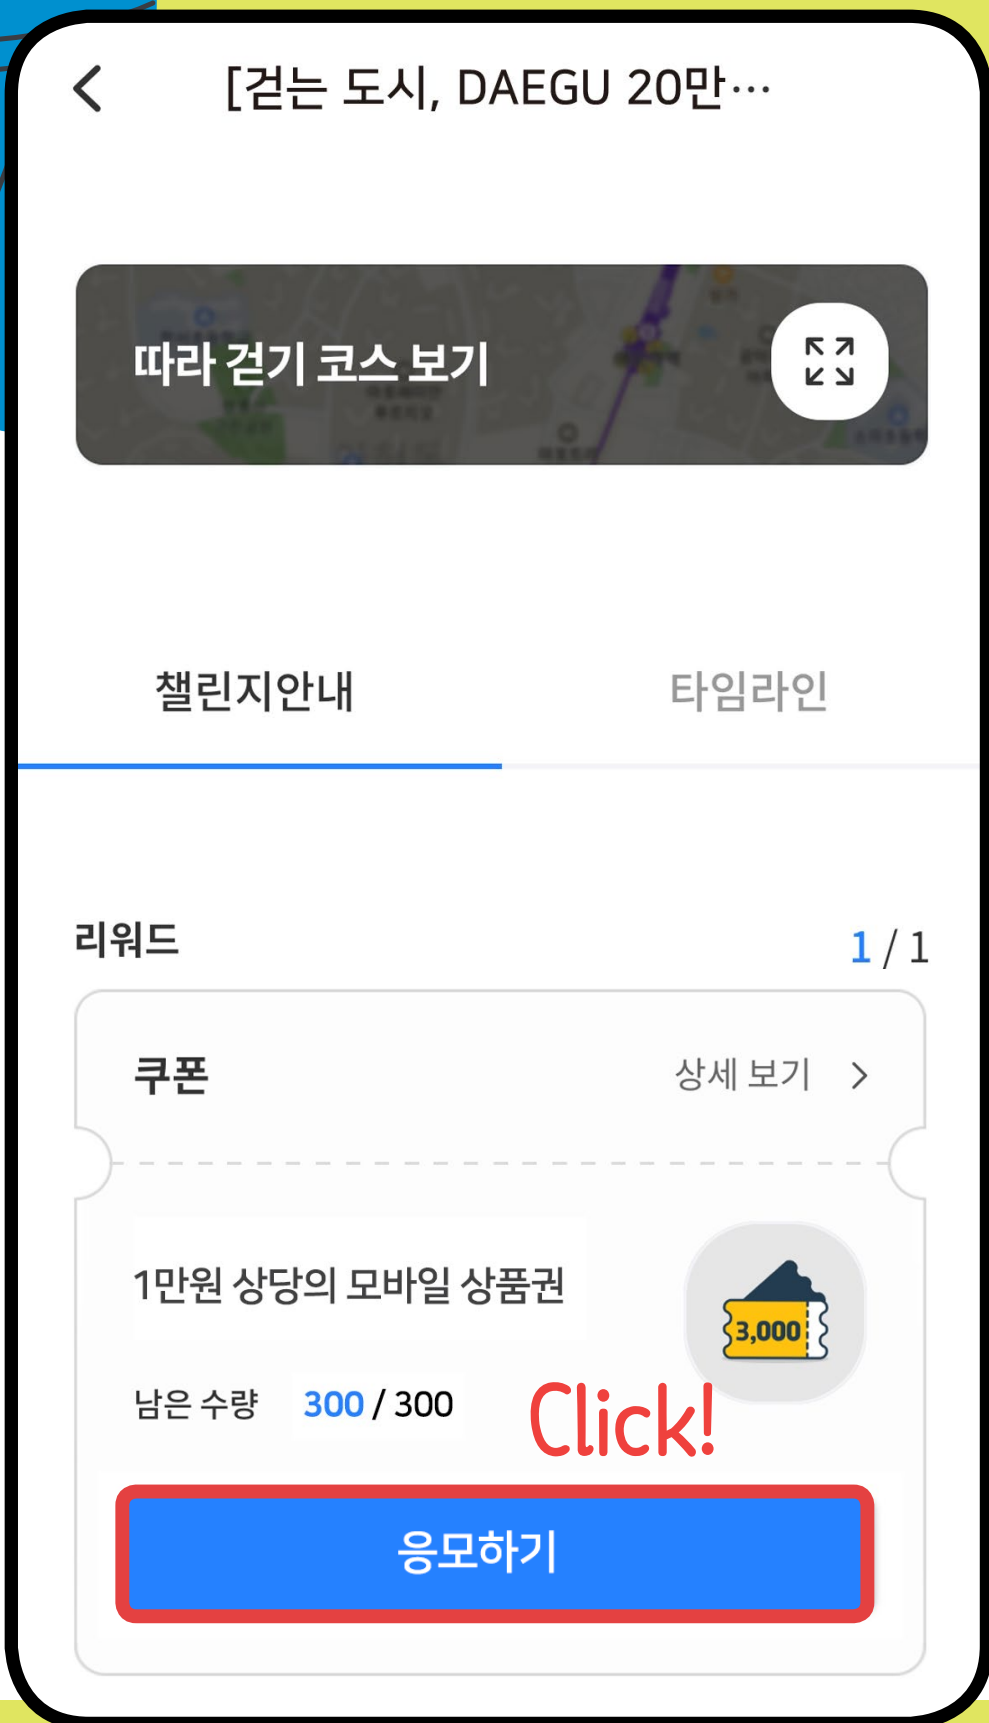 [걷는 도시, DAEGU 20만…
따라 걷기 코스 보기
챌린지안내
타임라인
리워드
1 / 1
쿠폰
상세 보기
1만원 상당의 모바일 상품권
3,000
남은 수량 300 / 300
Click!
응모하기